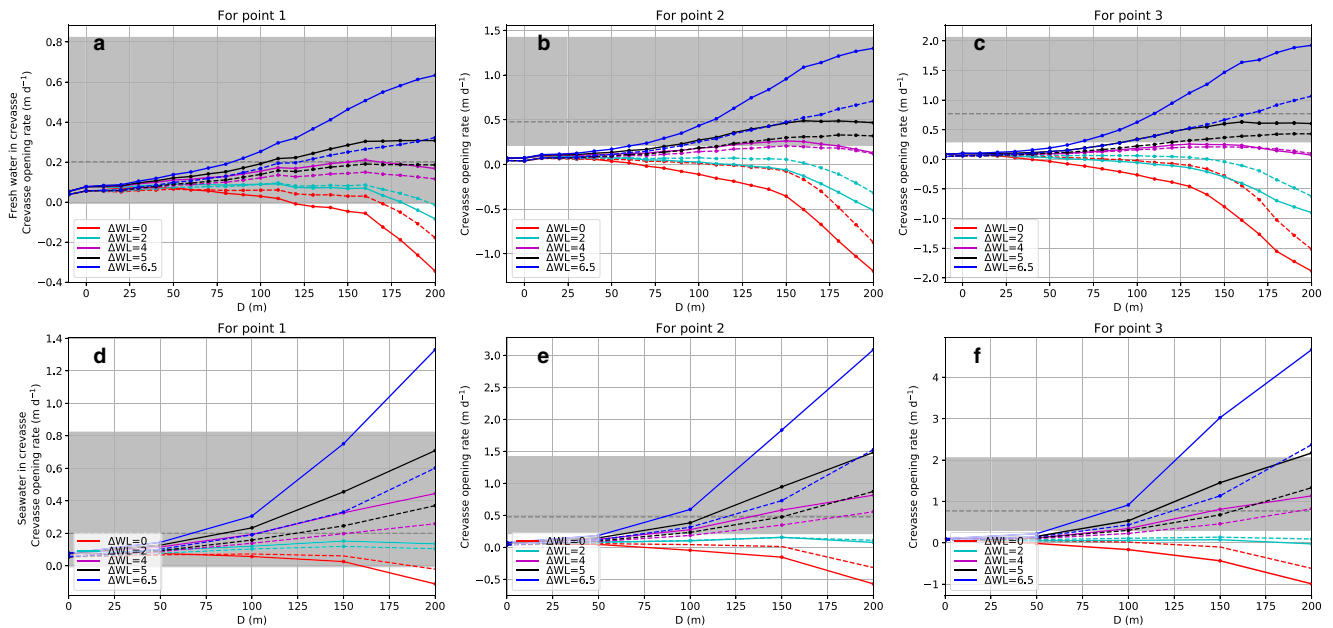 For point 1
For point 2
For point 3
a
b
c
Fresh water in crevasse
Crevasse opening rate (m d⁻¹)
0.8
0.6
0.4
0.2
0.0
−0.2
−0.4
ΔWL=0
ΔWL=2
ΔWL=4
ΔWL=5
ΔWL=6.5
0 25 50 75 100 125 150 175 200
D (m)
Crevasse opening rate (m d⁻¹)
1.5
1.0
0.5
0.0
−0.5
−1.0
ΔWL=0
ΔWL=2
ΔWL=4
ΔWL=5
ΔWL=6.5
0 25 50 75 100 125 150 175 200
D (m)
Crevasse opening rate (m d⁻¹)
2.0
1.5
1.0
0.5
0.0
−0.5
−1.0
−1.5
−2.0
ΔWL=0
ΔWL=2
ΔWL=4
ΔWL=5
ΔWL=6.5
0 25 50 75 100 125 150 175 200
D (m)
For point 1
For point 2
For point 3
d
e
f
Seawater in crevasse
Crevasse opening rate (m d⁻¹)
1.4
1.2
1.0
0.8
0.6
0.4
0.2
0.0
ΔWL=0
ΔWL=2
ΔWL=4
ΔWL=5
ΔWL=6.5
0 25 50 75 100 125 150 175 200
D (m)
Crevasse opening rate (m d⁻¹)
3.0
2.5
2.0
1.5
1.0
0.5
0.0
−0.5
ΔWL=0
ΔWL=2
ΔWL=4
ΔWL=5
ΔWL=6.5
0 25 50 75 100 125 150 175 200
D (m)
Crevasse opening rate (m d⁻¹)
4
3
2
1
0
−1
ΔWL=0
ΔWL=2
ΔWL=4
ΔWL=5
ΔWL=6.5
0 25 50 75 100 125 150 175 200
D (m)